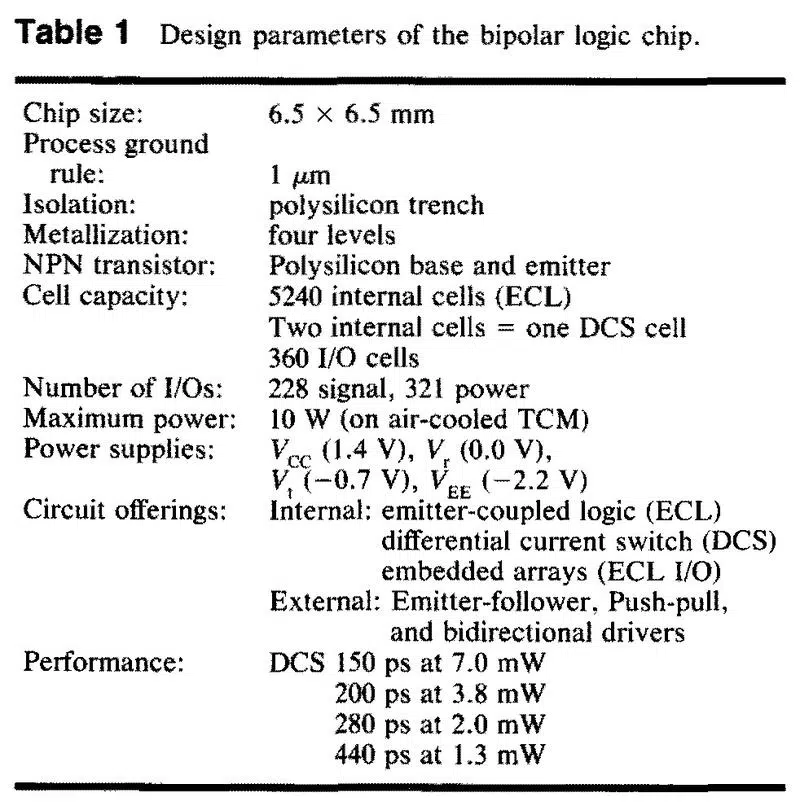 Table 1 Design parameters of the bipolar logic chip.
Chip size: 6.5 × 6.5 mm
Process ground
rule: 1 μm
Isolation: polysilicon trench
Metallization: four levels
NPN transistor: Polysilicon base and emitter
Cell capacity: 5240 internal cells (ECL)
Two internal cells = one DCS cell
360 I/O cells
Number of I/Os: 228 signal, 321 power
Maximum power: 10 W (on air-cooled TCM)
Power supplies: V_CC (1.4 V), V_r (0.0 V),
V_t (−0.7 V), V_EE (−2.2 V)
Circuit offerings: Internal: emitter-coupled logic (ECL)
differential current switch (DCS)
embedded arrays (ECL I/O)
External: Emitter-follower, Push-pull,
and bidirectional drivers
Performance: DCS 150 ps at 7.0 mW
200 ps at 3.8 mW
280 ps at 2.0 mW
440 ps at 1.3 mW